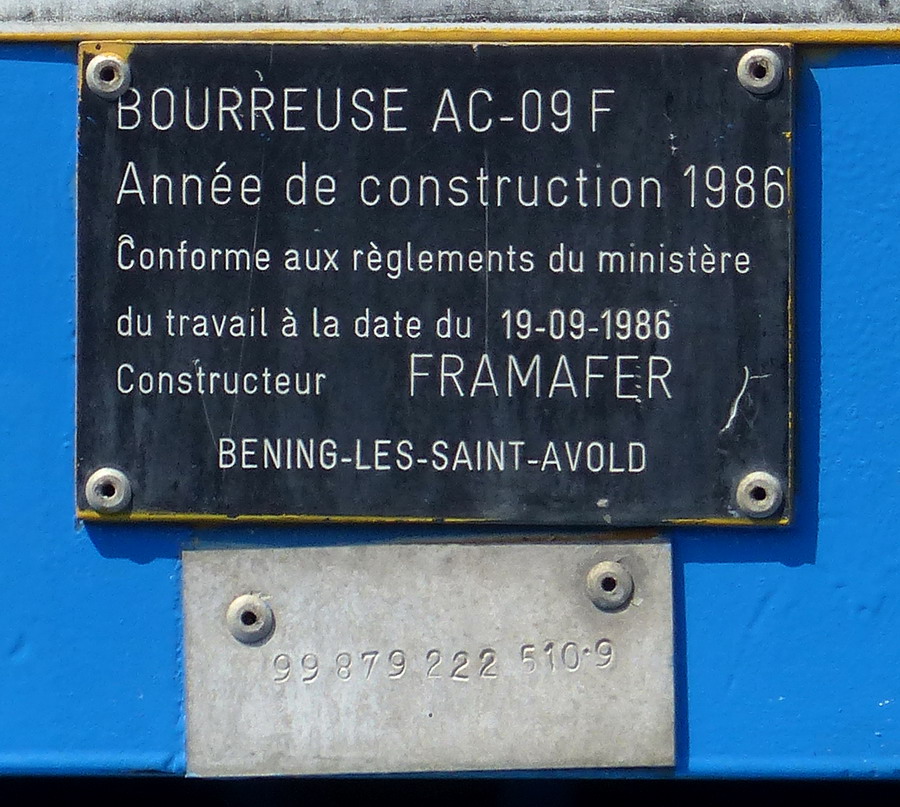 BOURREUSE AC-09 F
Année de construction 1986
Conforme aux règlements du ministère
du travail à la date du 19-09-1986
Constructeur FRAMAFER
BENING-LES-SAINT-AVOLD
99 879 222 510·9